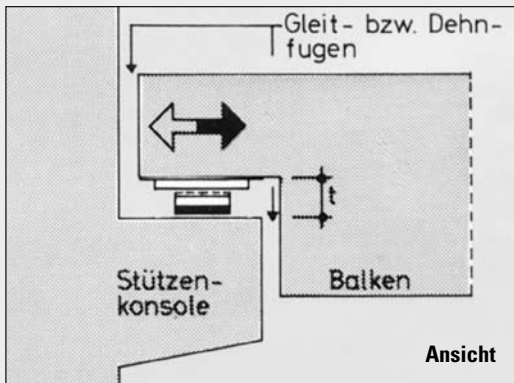 Gleit- bzw. Dehn-
fugen
t
Stützen-
konsole
Balken
Ansicht